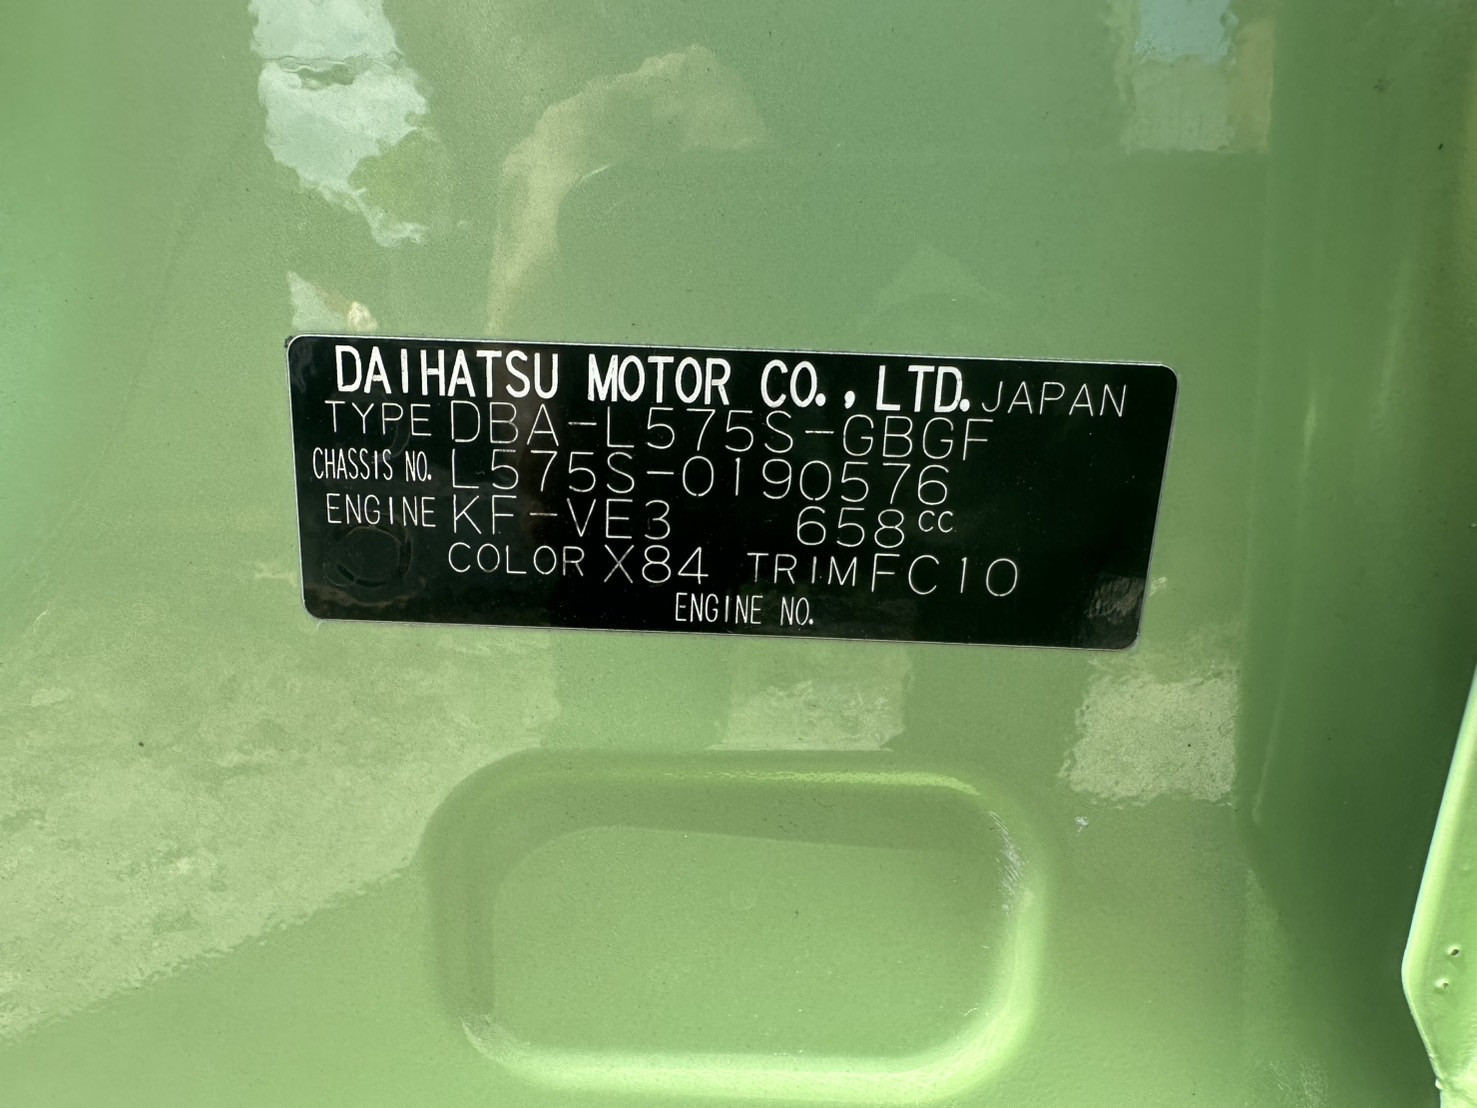 DAIHATSU MOTOR CO., LTD. JAPAN
TYPE DBA-L575S-GBGF
CHASSIS NO. L575S-0190576
ENGINE KF-VE3 658cc
COLOR X84 TRIM FC10
ENGINE NO.